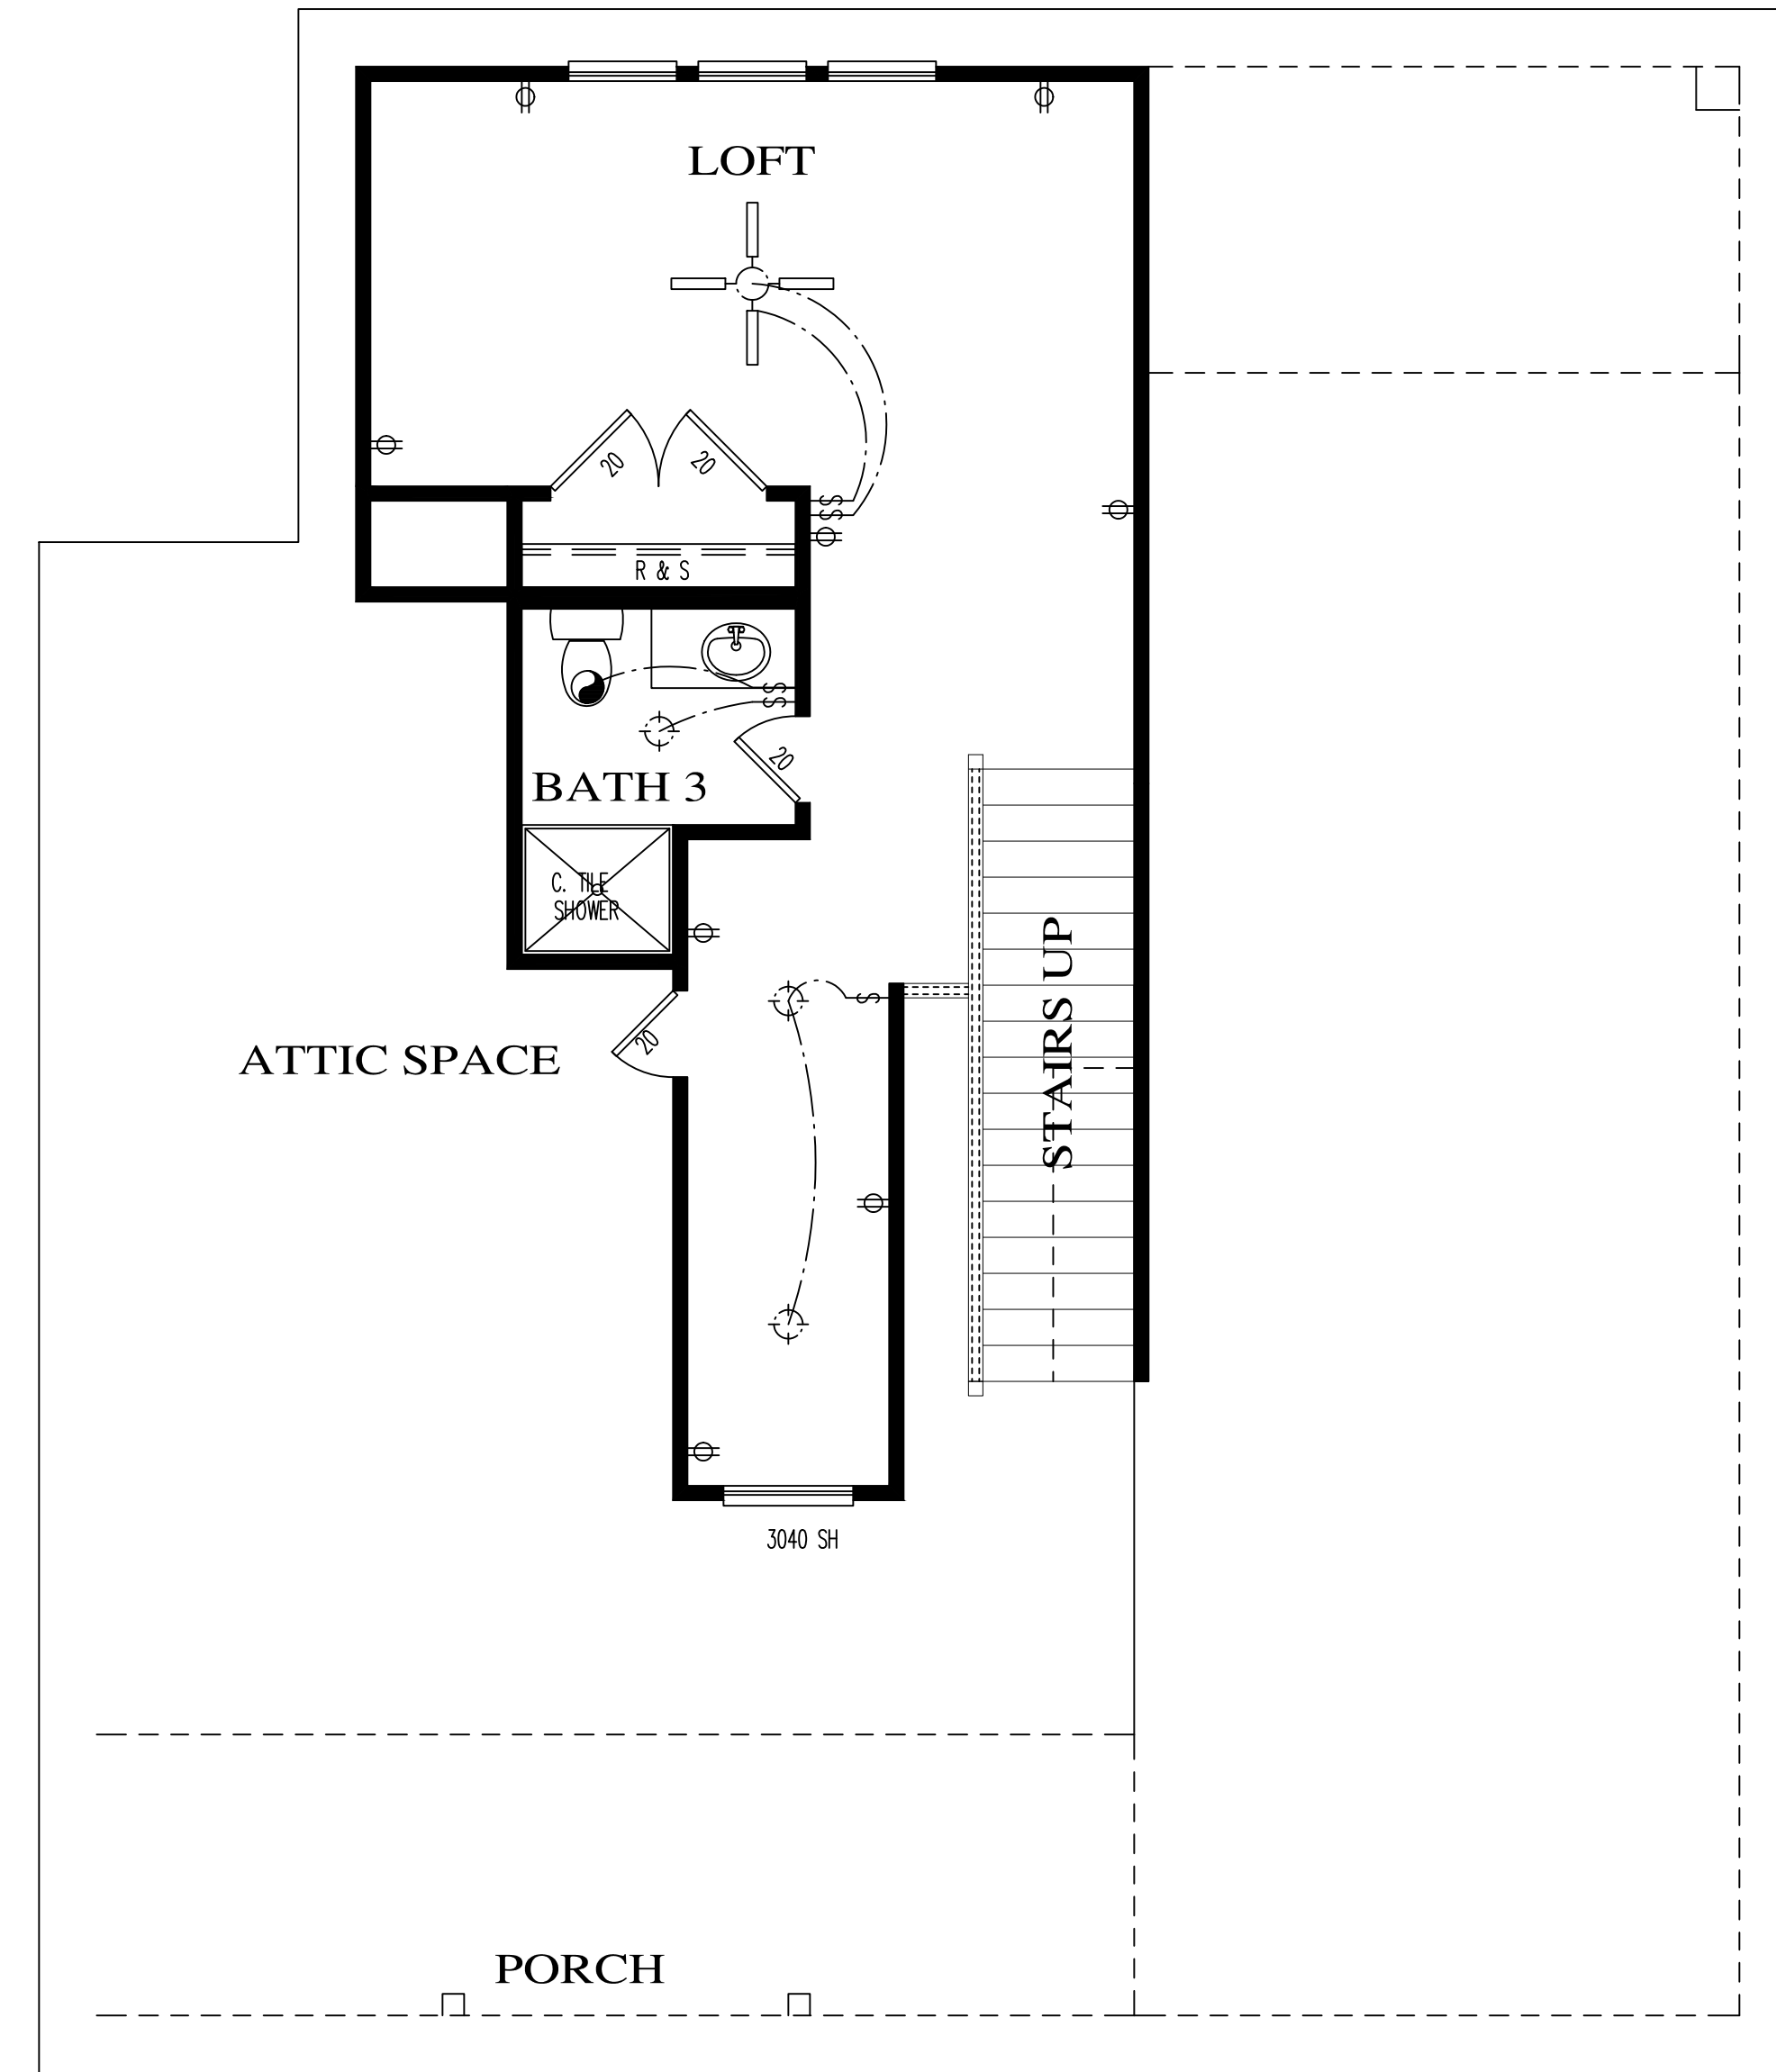 LOFT
20
20
S
S
R & S
S
S
20
BATH 3
C. TILE
SHOWER
S
20
STAIRS UP
ATTIC SPACE
3040 SH
PORCH